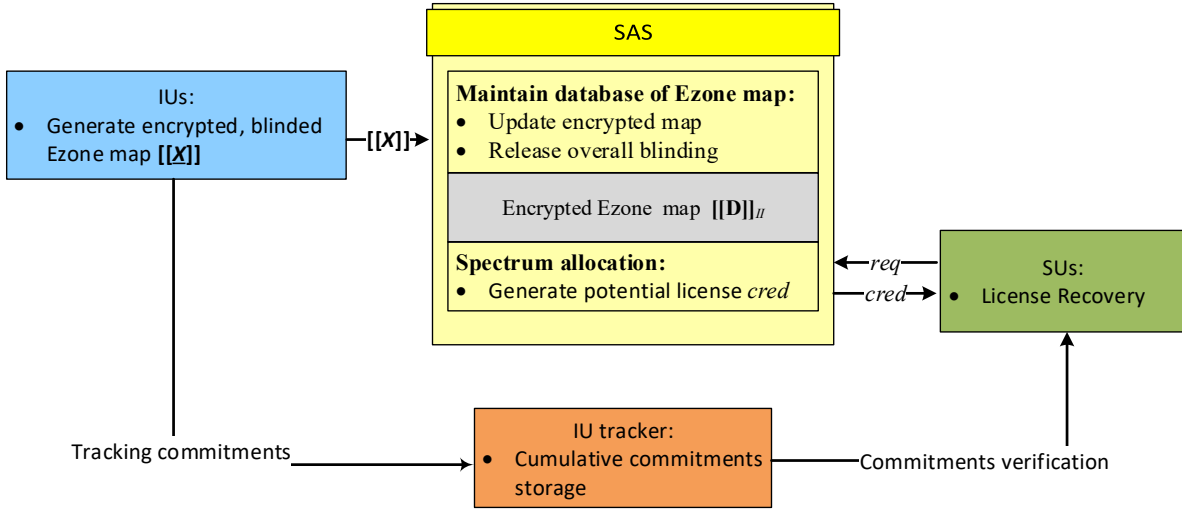 SAS
IUs:
• Generate encrypted, blinded
Ezone map [[X]]
[[X]]
Maintain database of Ezone map:
• Update encrypted map
• Release overall blinding
Encrypted Ezone map [[D]]II
Spectrum allocation:
• Generate potential license cred
req
cred
SUs:
• License Recovery
Tracking commitments
IU tracker:
• Cumulative commitments
storage
Commitments verification